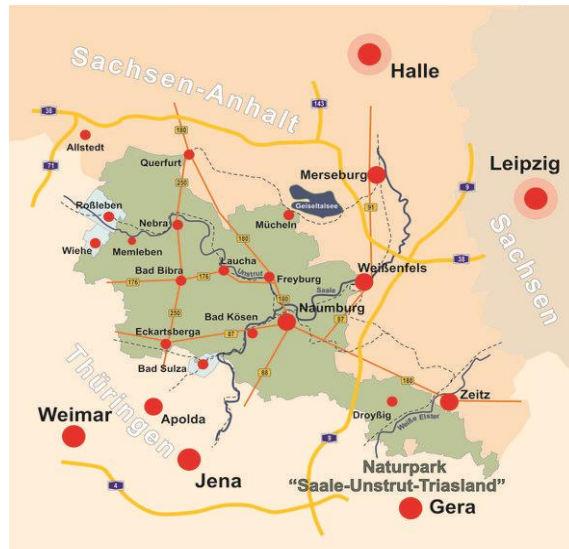 Sachsen-Anhalt
Halle
38
143
180
Allstedt
71
Querfurt
Merseburg
9
Leipzig
250
Geiseltalsee
91
Roßleben
Nebra
Mücheln
Sachsen
Wiehe
Memleben
180
38
Laucha
Weißenfels
Bad Bibra
176
176
Unstrut
Freyburg
Saale
180
250
Bad Kösen
Naumburg
Eckartsberga
87
87
Bad Sulza
88
180
Thüringen
Zeitz
Droyßig
Weimar
Apolda
Weiße Elster
9
Jena
Naturpark
"Saale-Unstrut-Triasland"
4
Gera